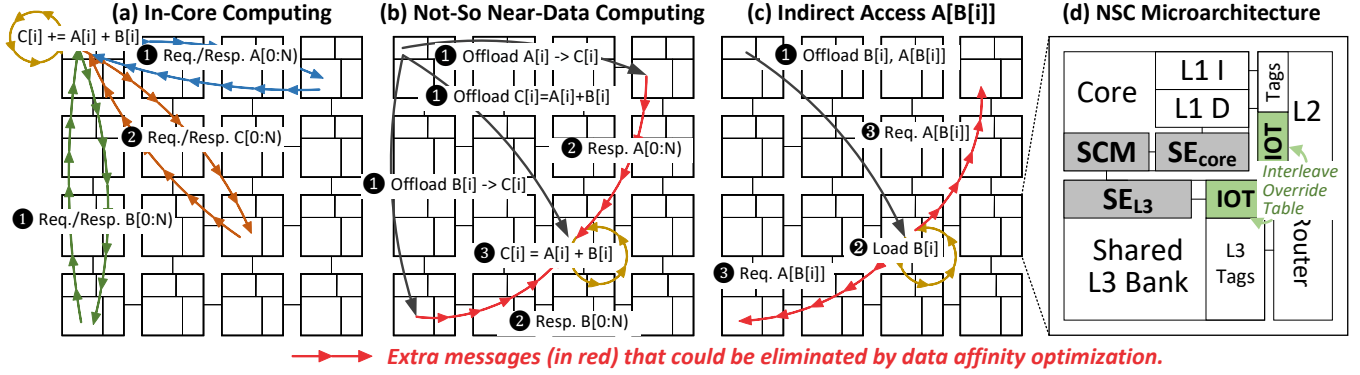 (a) In-Core Computing
C[i] += A[i] + B[i]
❶ Req./Resp. A[0:N)
❷ Req./Resp. C[0:N)
❶ Req./Resp. B[0:N)
(b) Not-So Near-Data Computing
❶ Offload A[i] -> C[i]
❶ Offload C[i]=A[i]+B[i]
❷ Resp. A[0:N)
❶ Offload B[i] -> C[i]
❸ C[i] = A[i] + B[i]
❷ Resp. B[0:N)
(c) Indirect Access A[B[i]]
❶ Offload B[i], A[B[i]]
❸ Req. A[B[i]]
❷ Load B[i]
❸ Req. A[B[i]]
(d) NSC Microarchitecture
Core
L1 I
L1 D
Tags
L2
SCM
SEcore
IOT
Interleave
Override
Table
SEL3
IOT
Shared
L3 Bank
L3
Tags
Router
Extra messages (in red) that could be eliminated by data affinity optimization.